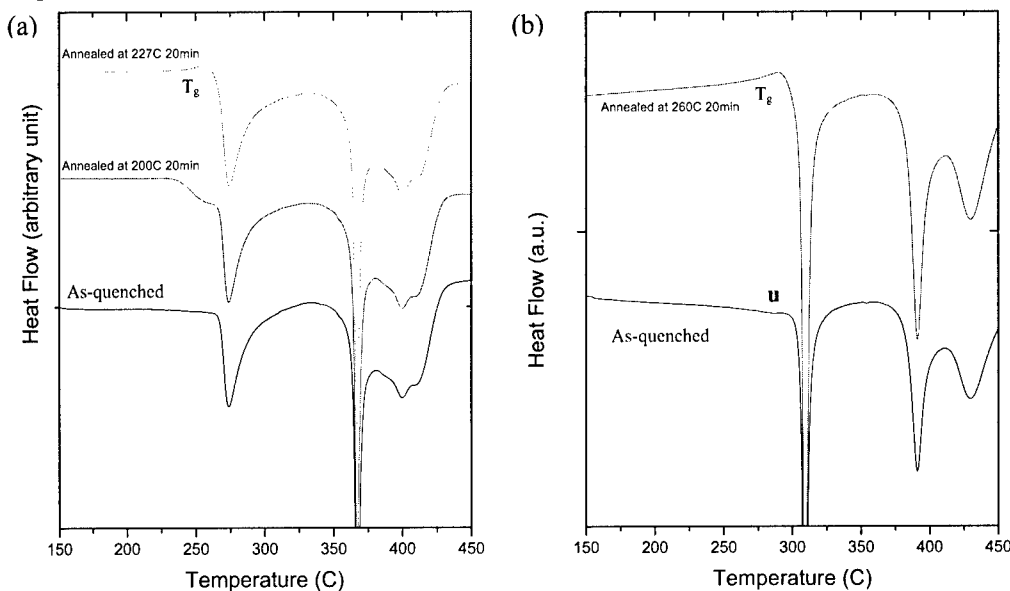 (a)
Annealed at 227C 20min
Tg
Annealed at 200C 20min
As-quenched
Heat Flow (arbitrary unit)
150 200 250 300 350 400 450
Temperature (C)
(b)
Tg
Annealed at 260C 20min
u
As-quenched
Heat Flow (a.u.)
150 200 250 300 350 400 450
Temperature (C)